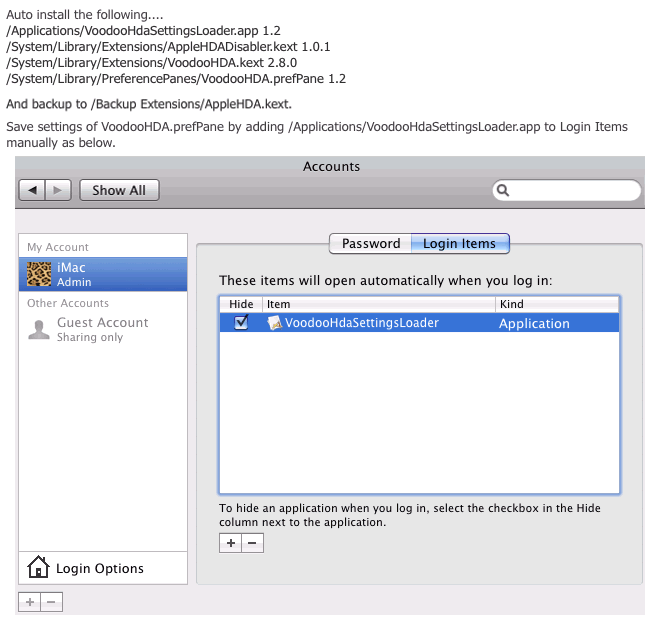 Auto install the following....
/Applications/VoodooHdaSettingsLoader.app 1.2
/System/Library/Extensions/AppleHDADisabler.kext 1.0.1
/System/Library/Extensions/VoodooHDA.kext 2.8.0
/System/Library/PreferencePanes/VoodooHDA.prefPane 1.2
And backup to /Backup Extensions/AppleHDA.kext.
Save settings of VoodooHDA.prefPane by adding /Applications/VoodooHdaSettingsLoader.app to Login Items
manually as below.
Accounts
Show All
Password Login Items
My Account
iMac
Admin
Other Accounts
Guest Account
Sharing only
Login Options
These items will open automatically when you log in:
Hide Item Kind
VoodooHdaSettingsLoader Application
To hide an application when you log in, select the checkbox in the Hide
column next to the application.